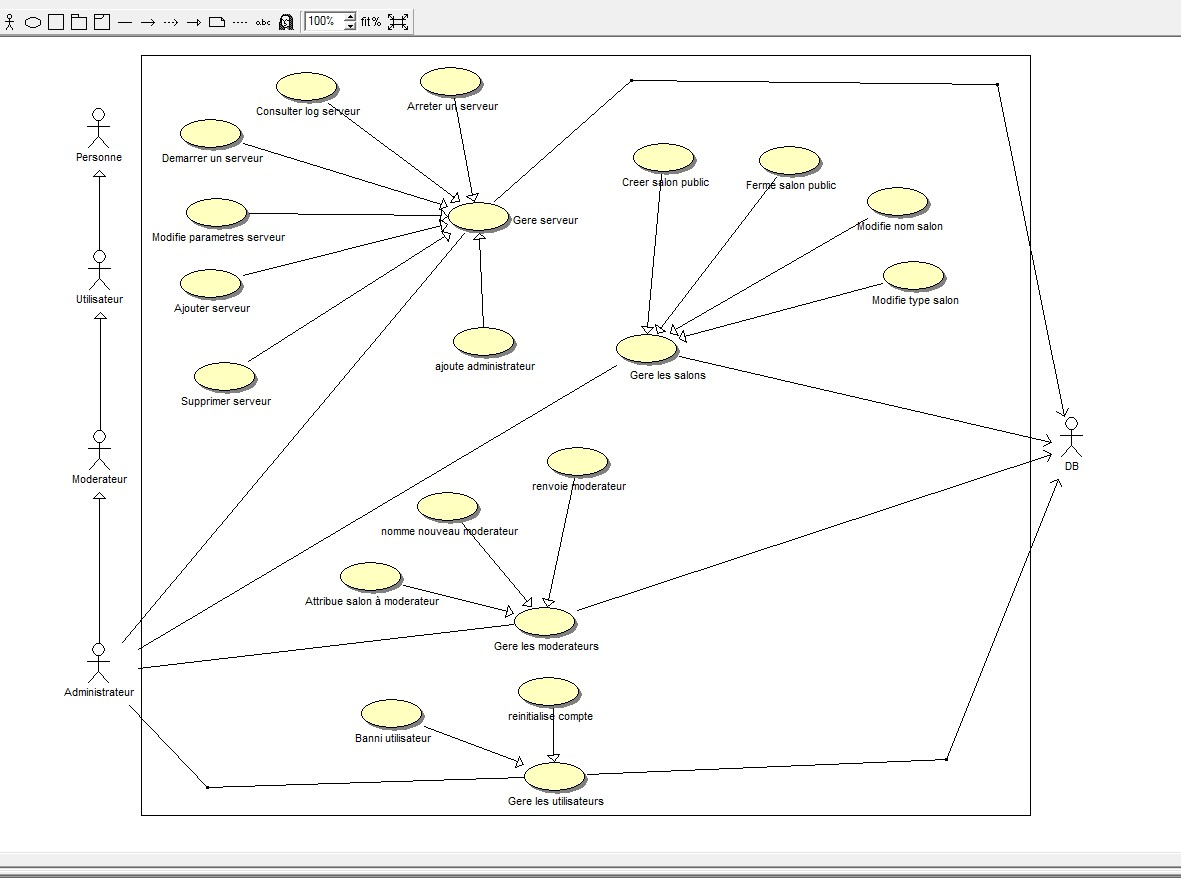 abc
100%
fit%
Consulter log serveur
Arreter un serveur
Personne
Demarrer un serveur
Creer salon public
Ferme salon public
Modifie parametres serveur
Gere serveur
Modifie nom salon
Utilisateur
Ajouter serveur
Modifie type salon
ajoute administrateur
Gere les salons
Supprimer serveur
DB
Moderateur
renvoie moderateur
nomme nouveau moderateur
Attribue salon à moderateur
Gere les moderateurs
Administrateur
reinitialise compte
Banni utilisateur
Gere les utilisateurs